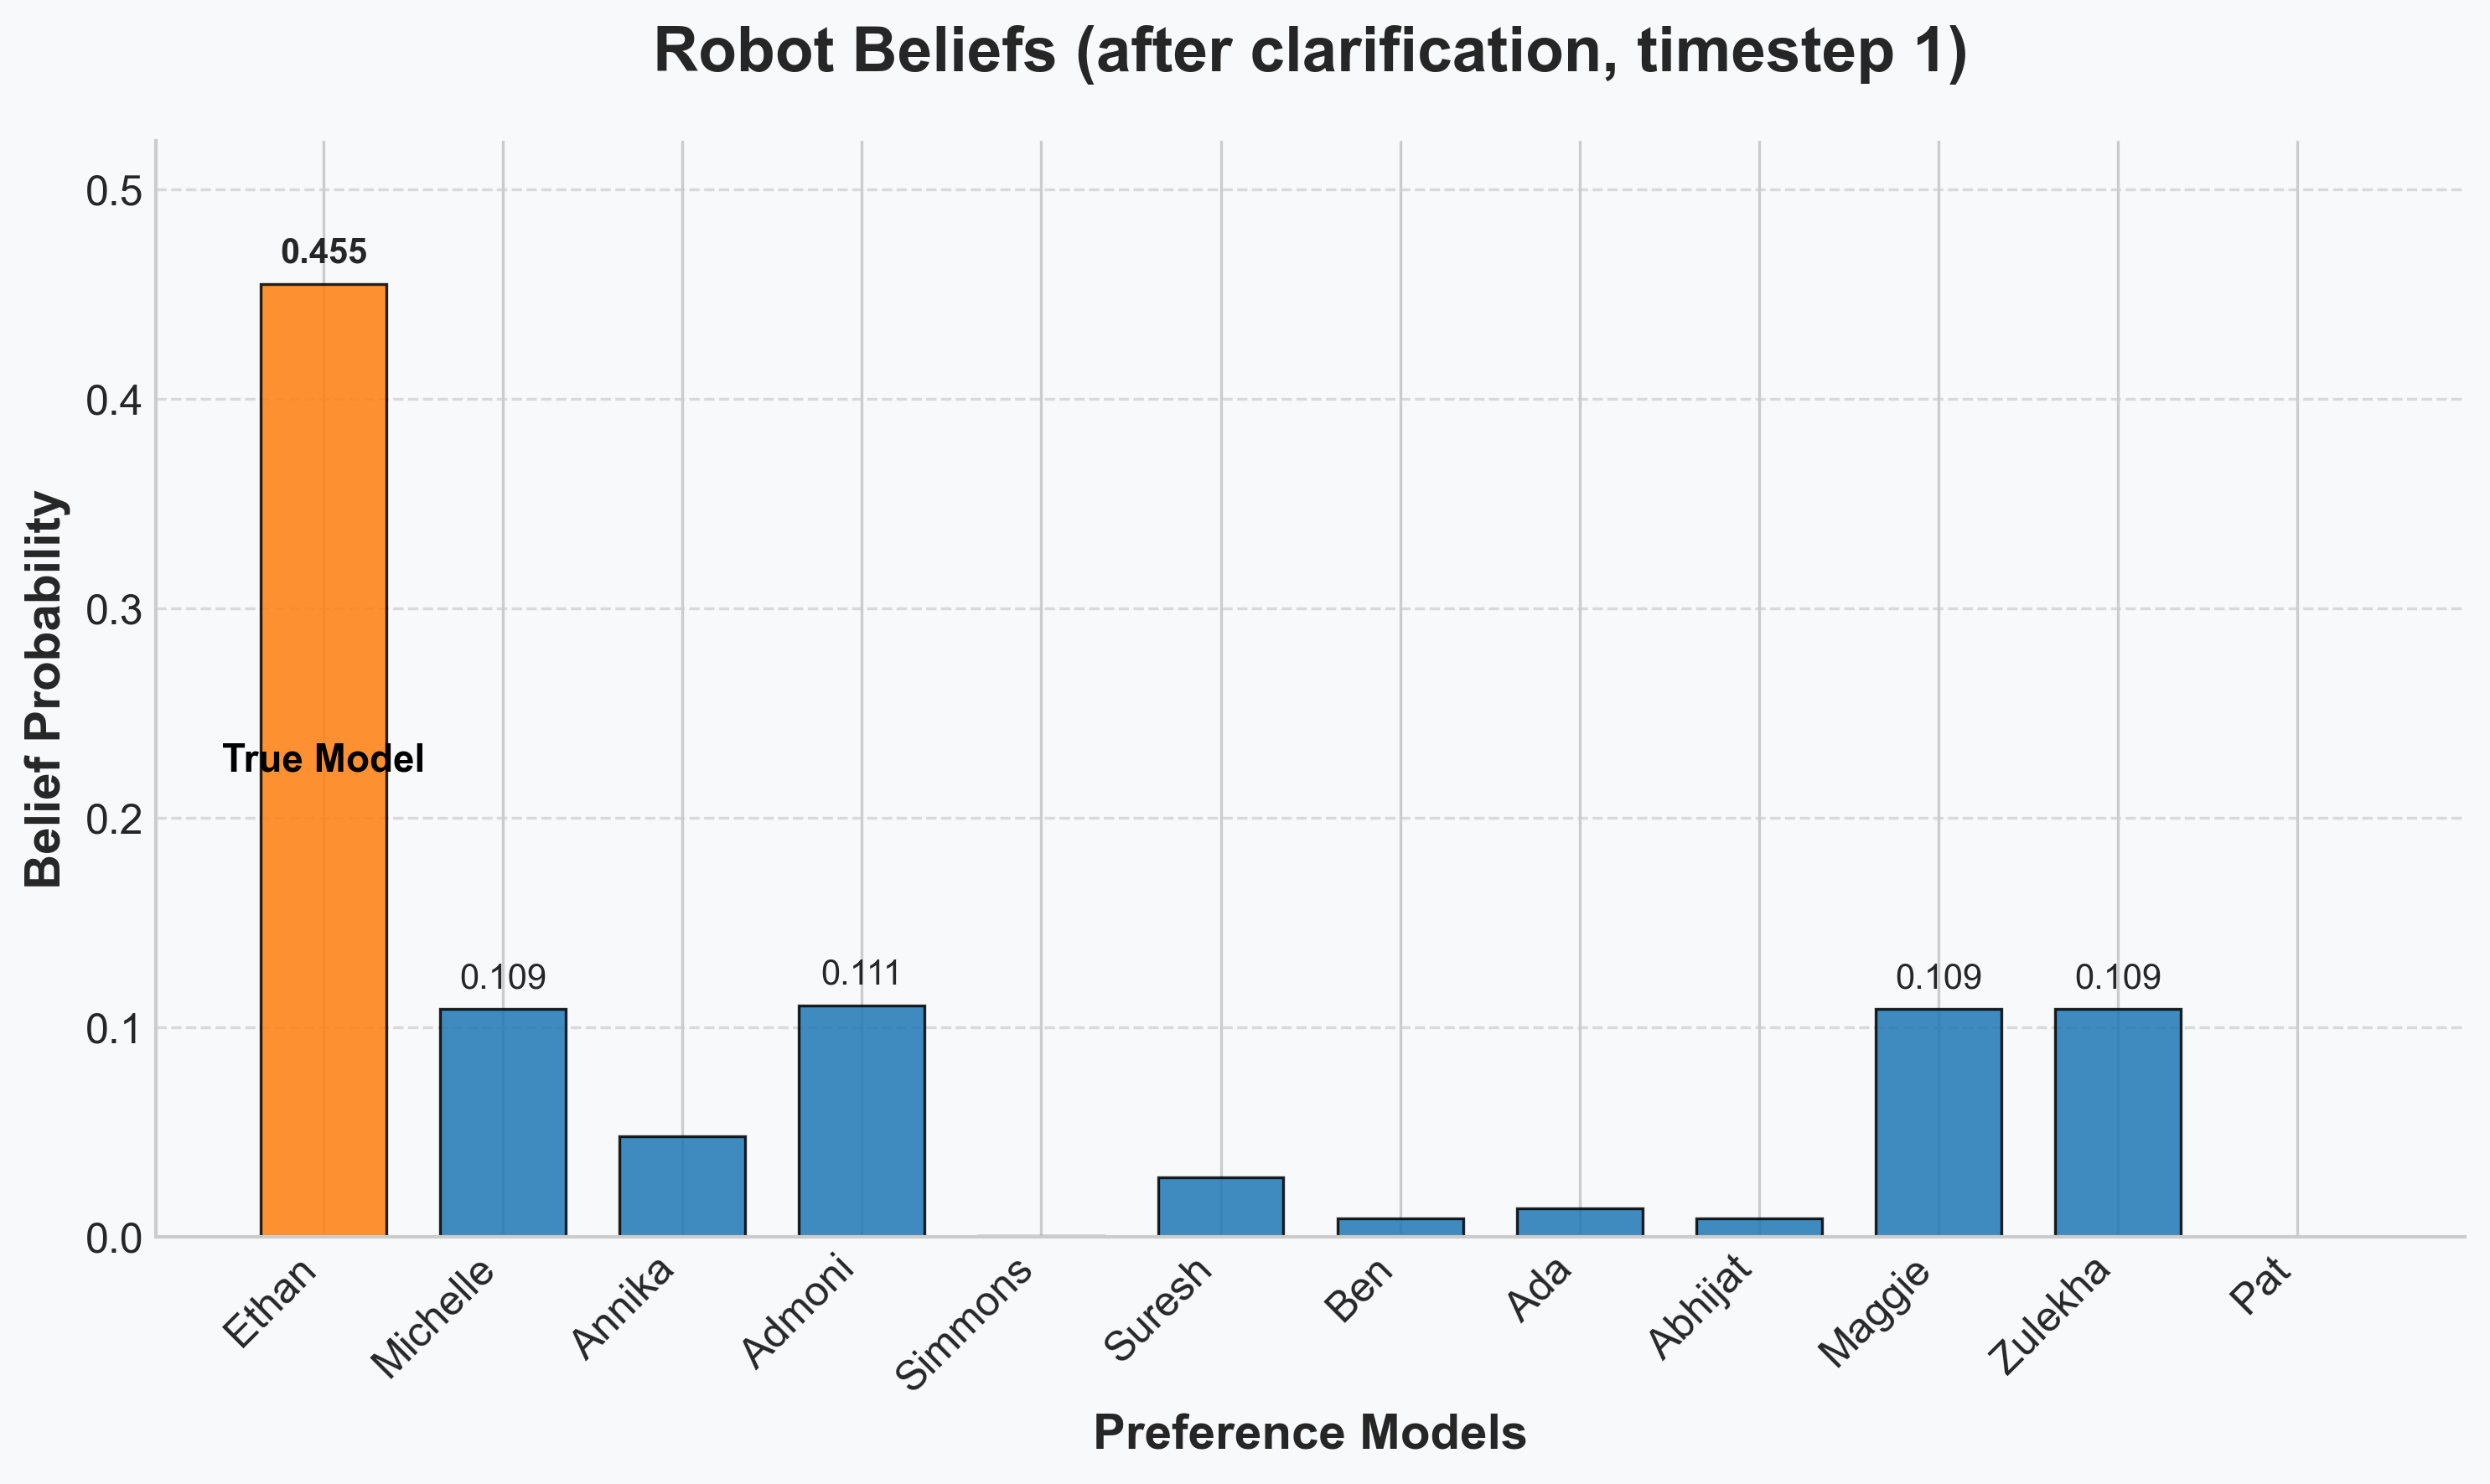 Robot Beliefs (after clarification, timestep 1)
Belief Probability
0.5
0.4
0.3
0.2
0.1
0.0
0.455
True Model
0.109
0.111
0.109
0.109
Ethan
Michelle
Annika
Admoni
Simmons
Suresh
Ben
Ada
Abhijat
Maggie
Zulekha
Pat
Preference Models